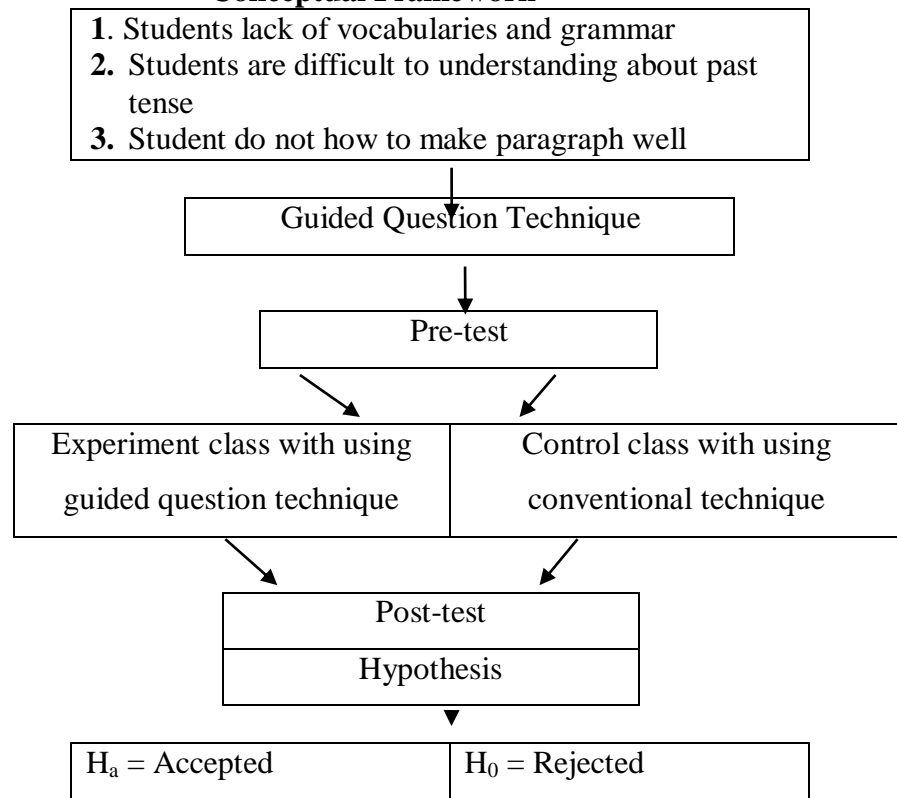 Conceptual Framework
1. Students lack of vocabularies and grammar
2. Students are difficult to understanding about past
tense
3. Student do not how to make paragraph well
Guided Question Technique
Pre-test
Experiment class with using
guided question technique
Control class with using
conventional technique
Post-test
Hypothesis
Hₐ = Accepted
H₀ = Rejected